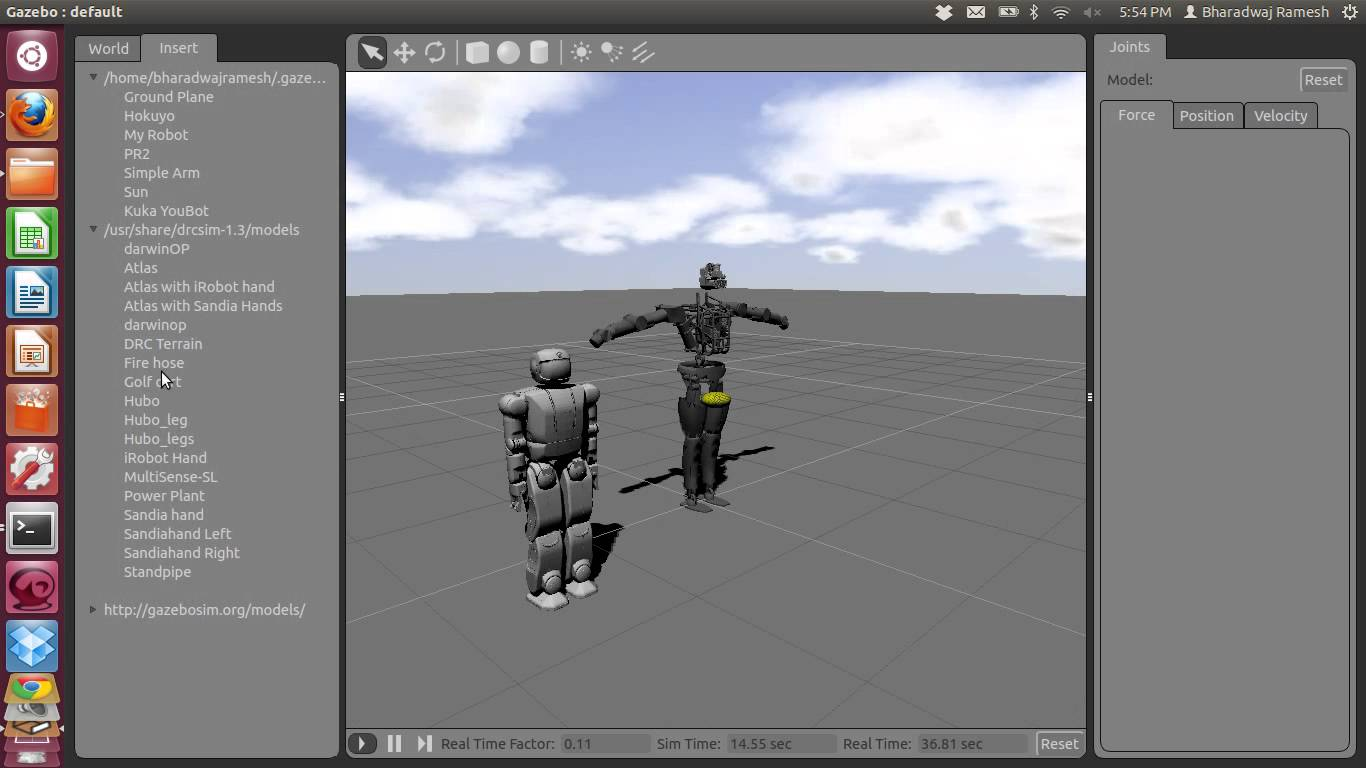 Gazebo : default
5:54 PM
Bharadwaj Ramesh
World
Insert
/home/bharadwajramesh/.gaze...
Ground Plane
Hokuyo
My Robot
PR2
Simple Arm
Sun
Kuka YouBot
/usr/share/drcsim-1.3/models
darwinOP
Atlas
Atlas with iRobot hand
Atlas with Sandia Hands
darwinop
DRC Terrain
Fire hose
Golf cart
Hubo
Hubo_leg
Hubo_legs
iRobot Hand
MultiSense-SL
Power Plant
Sandia hand
Sandiahand Left
Sandiahand Right
Standpipe
http://gazebosim.org/models/
Real Time Factor: 0.11 Sim Time: 14.55 sec Real Time: 36.81 sec Reset
Joints
Model: Reset
Force Position Velocity